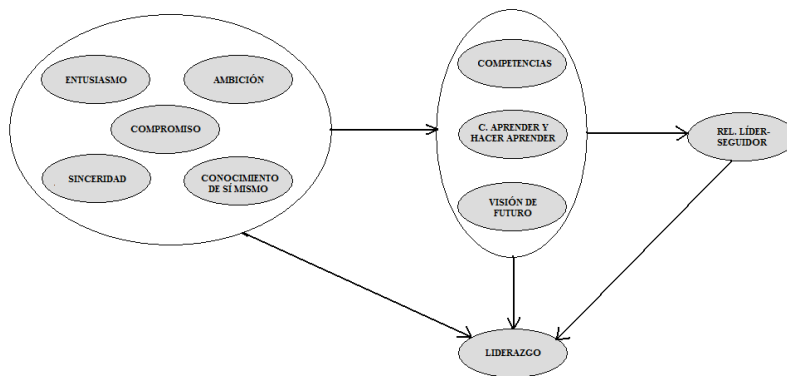 ENTUSIASMO
AMBICIÓN
COMPROMISO
SINCERIDAD
CONOCIMIENTO
DE SÍ MISMO
COMPETENCIAS
C. APRENDER Y
HACER APRENDER
VISIÓN DE
FUTURO
REL. LÍDER-
SEGUIDOR
LIDERAZGO